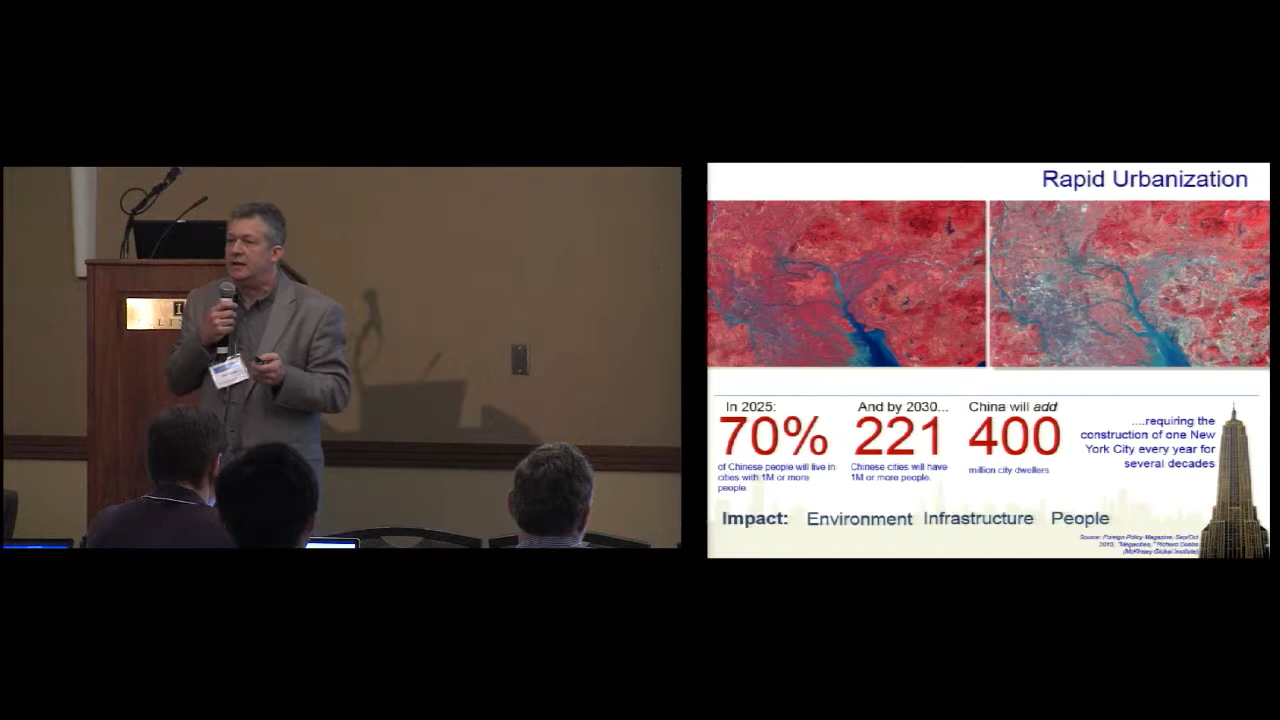 Rapid Urbanization
In 2025:
70%
of Chinese people will live in
cities with 1M or more
people.
And by 2030...
221
Chinese cities will have
1M or more people.
China will add
400
million city dwellers
....requiring the
construction of one New
York City every year for
several decades
Impact: Environment Infrastructure People
Source: Foreign Policy Magazine, Sep/Oct
2010, "Megacities," Richard Dobbs
(McKinsey Global Institute)